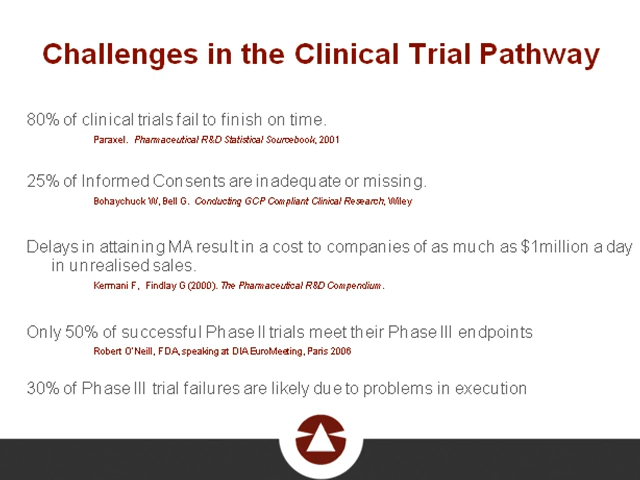 Challenges in the Clinical Trial Pathway
80% of clinical trials fail to finish on time.
Paraxel. Pharmaceutical R&D Statistical Sourcebook, 2001
25% of Informed Consents are inadequate or missing.
Bohaychuck W, Bell G. Conducting GCP Compliant Clinical Research, Wiley
Delays in attaining MA result in a cost to companies of as much as $1million a day
in unrealised sales.
Kermani F, Findlay G (2000). The Pharmaceutical R&D Compendium.
Only 50% of successful Phase II trials meet their Phase III endpoints
Robert O'Neill, FDA, speaking at DIA EuroMeeting, Paris 2006
30% of Phase III trial failures are likely due to problems in execution